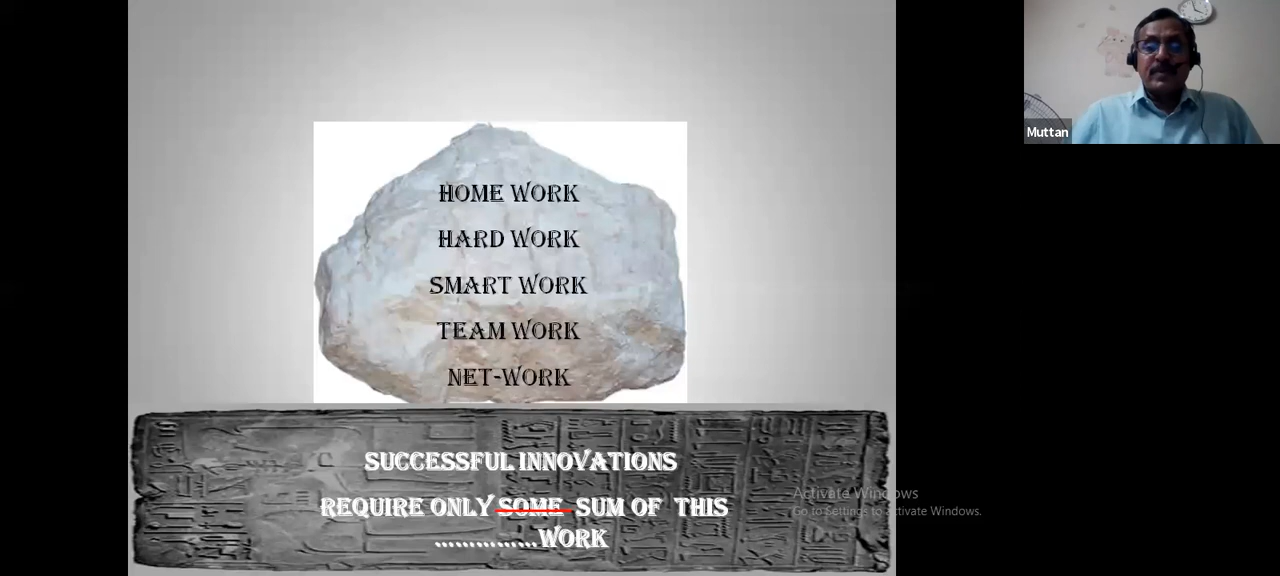 HOME WORK
HARD WORK
SMART WORK
TEAM WORK
NET-WORK
SUCCESSFUL INNOVATIONS
REQUIRE ONLY SOME SUM OF THIS
...............WORK
Muttan
Activate Windows
Go to Settings to activate Windows.